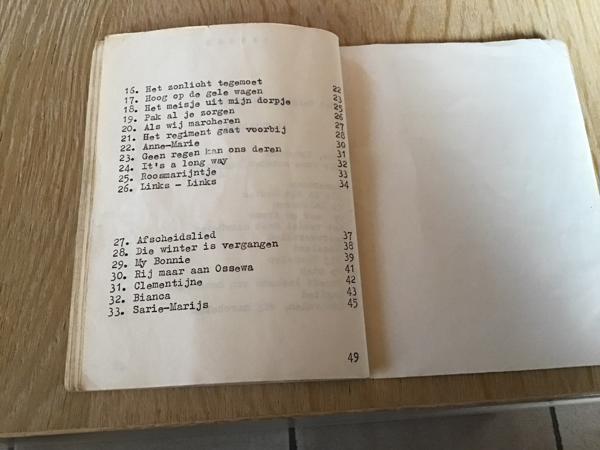 16. Het zonlicht tegemoet 22
17. Hoog op de gele wagen 23
18. Het meisje uit mijn dorpje 25
19. Pak al je zorgen 26
20. Als wij marcheren 27
21. Het regiment gaat voorbij 28
22. Anne-Marie 30
23. Geen regen kan ons deren 31
24. It's a long way 32
25. Roosmarijntje 33
26. Links - Links 34
27. Afscheidslied 37
28. Die winter is vergangen 38
29. My Bonnie 39
30. Rij maar aan Ossewa 41
31. Clementijne 42
32. Bianca 43
33. Sarie-Marijs 45
49